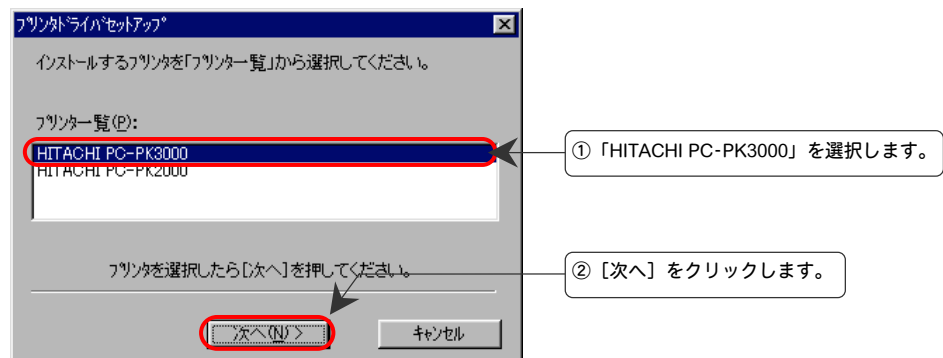 プリンタドライバセットアップ
インストールするプリンタを「プリンター覧」から選択してください。
プリンター覧(P):
HITACHI PC-PK3000
HITACHI PC-PK2000
プリンタを選択したら[次へ]を押してください。
次へ(N) >
キャンセル
①「HITACHI PC-PK3000」を選択します。
②［次へ］をクリックします。